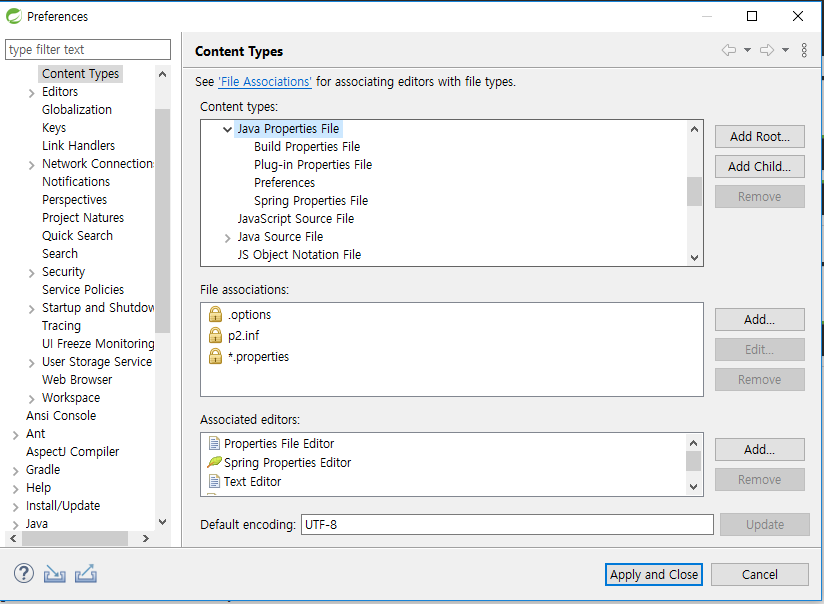 Preferences
type filter text
Content Types
Editors
Globalization
Keys
Link Handlers
Network Connection
Notifications
Perspectives
Project Natures
Quick Search
Search
Security
Service Policies
Startup and Shutdov
Tracing
UI Freeze Monitoring
User Storage Service
Web Browser
Workspace
Ansi Console
Ant
AspectJ Compiler
Gradle
Help
Install/Update
Java
Content Types
See 'File Associations' for associating editors with file types.
Content types:
Java Properties File
Build Properties File
Plug-in Properties File
Preferences
Spring Properties File
JavaScript Source File
Java Source File
JS Object Notation File
Add Root...
Add Child...
Remove
File associations:
.options
p2.inf
*.properties
Add...
Edit...
Remove
Associated editors:
Properties File Editor
Spring Properties Editor
Text Editor
Add...
Remove
Default encoding: UTF-8
Update
Apply and Close
Cancel